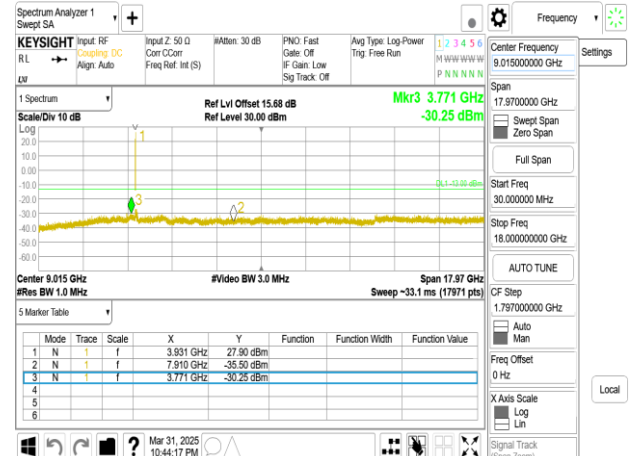 Spectrum Analyzer 1
Swept SA
+
Frequency
KEYSIGHT
Input: RF
Coupling: DC
Align: Auto
Input Z: 50 Ω
Corr CCorr
Freq Ref: Int (S)
#Atten: 30 dB
PNO: Fast
Gate: Off
IF Gain: Low
Sig Track: Off
Avg Type: Log-Power
Trig: Free Run
1 2 3 4 5 6
M W W W W W
P N N N N N
RL
LXI
1 Spectrum
Scale/Div 10 dB
Ref Lvl Offset 15.68 dB
Ref Level 30.00 dBm
Mkr3 3.771 GHz
-30.25 dBm
Log
20.0
10.0
0.00
-10.0
-20.0
-30.0
-40.0
-50.0
-60.0
1
2
3
DL1 -13.00 dBm
Center 9.015 GHz
#Res BW 1.0 MHz
#Video BW 3.0 MHz
Span 17.97 GHz
Sweep ~33.1 ms (17971 pts)
5 Marker Table
Mode Trace Scale X Y Function Function Width Function Value
1 N 1 f 3.931 GHz 27.90 dBm
2 N 1 f 7.910 GHz -35.50 dBm
3 N 1 f 3.771 GHz -30.25 dBm
4
5
6
?
Mar 31, 2025
10:44:17 PM
Center Frequency
9.015000000 GHz
Span
17.9700000 GHz
Swept Span
Zero Span
Full Span
Start Freq
30.000000 MHz
Stop Freq
18.000000000 GHz
AUTO TUNE
CF Step
1.797000000 GHz
Auto
Man
Freq Offset
0 Hz
X Axis Scale
Log
Lin
Signal Track
(Span Zoom)
Settings
Local